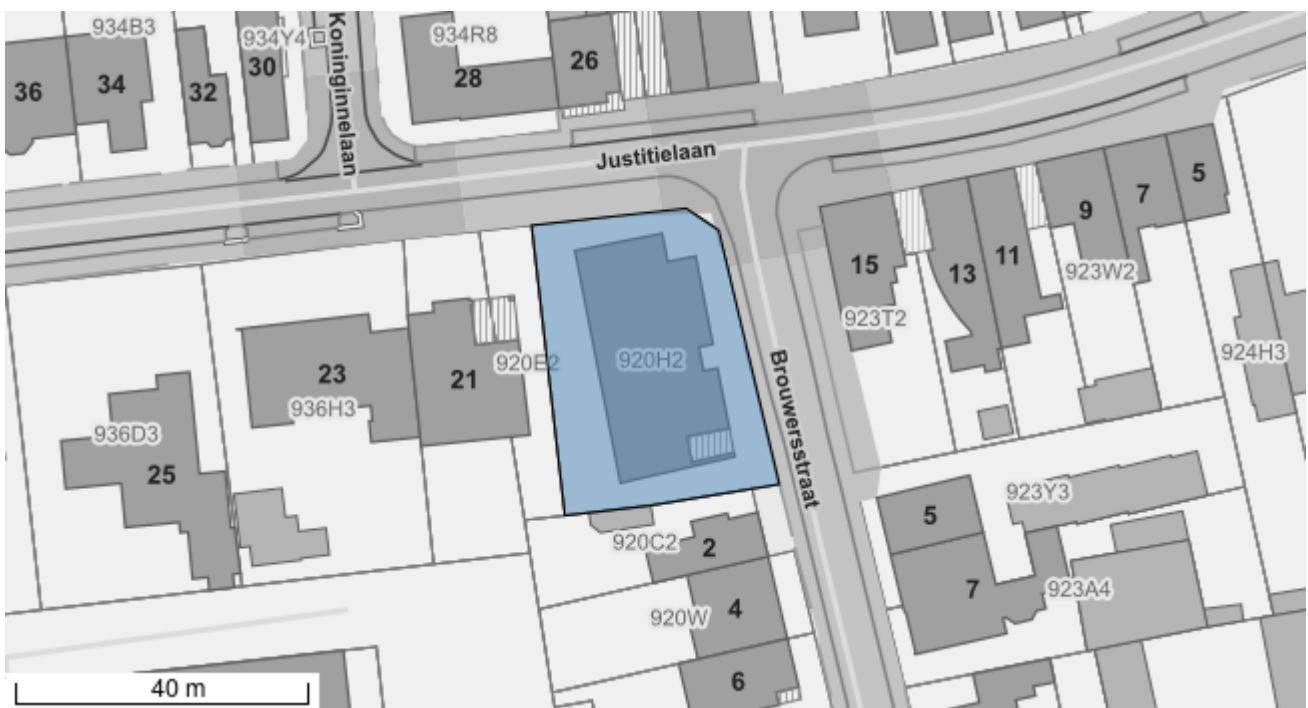 934B3
934Y4
934R8
36
34
32
30
28
26
Koninginnelaan
Justitielaan
5
7
9
11
13
15
923W2
923T2
924H3
920H2
920E2
21
23
936H3
936D3
25
Brouwersstraat
923Y3
5
7
923A4
920C2
2
920W
4
6
40 m